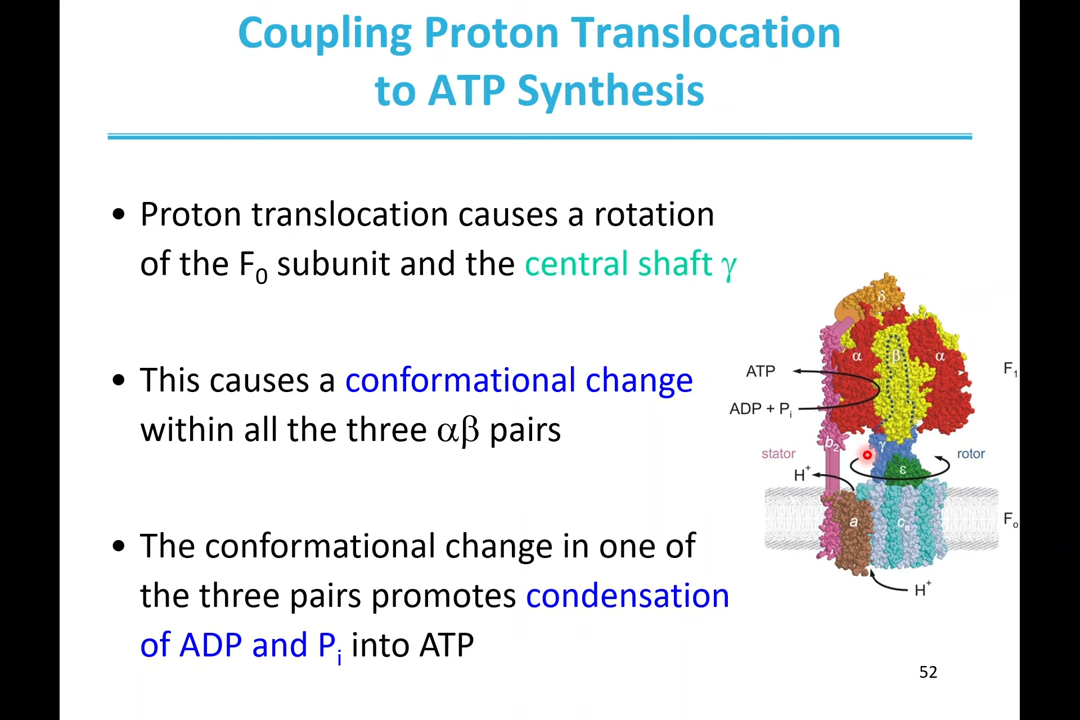 Coupling Proton Translocation
to ATP Synthesis
• Proton translocation causes a rotation
of the F0 subunit and the central shaft γ
• This causes a conformational change
within all the three αβ pairs
• The conformational change in one of
the three pairs promotes condensation
of ADP and Pi into ATP
δ
α β α
ATP
F1
ADP + Pi
b2 γ
stator rotor
H+ ε
a cn Fo
H+
52